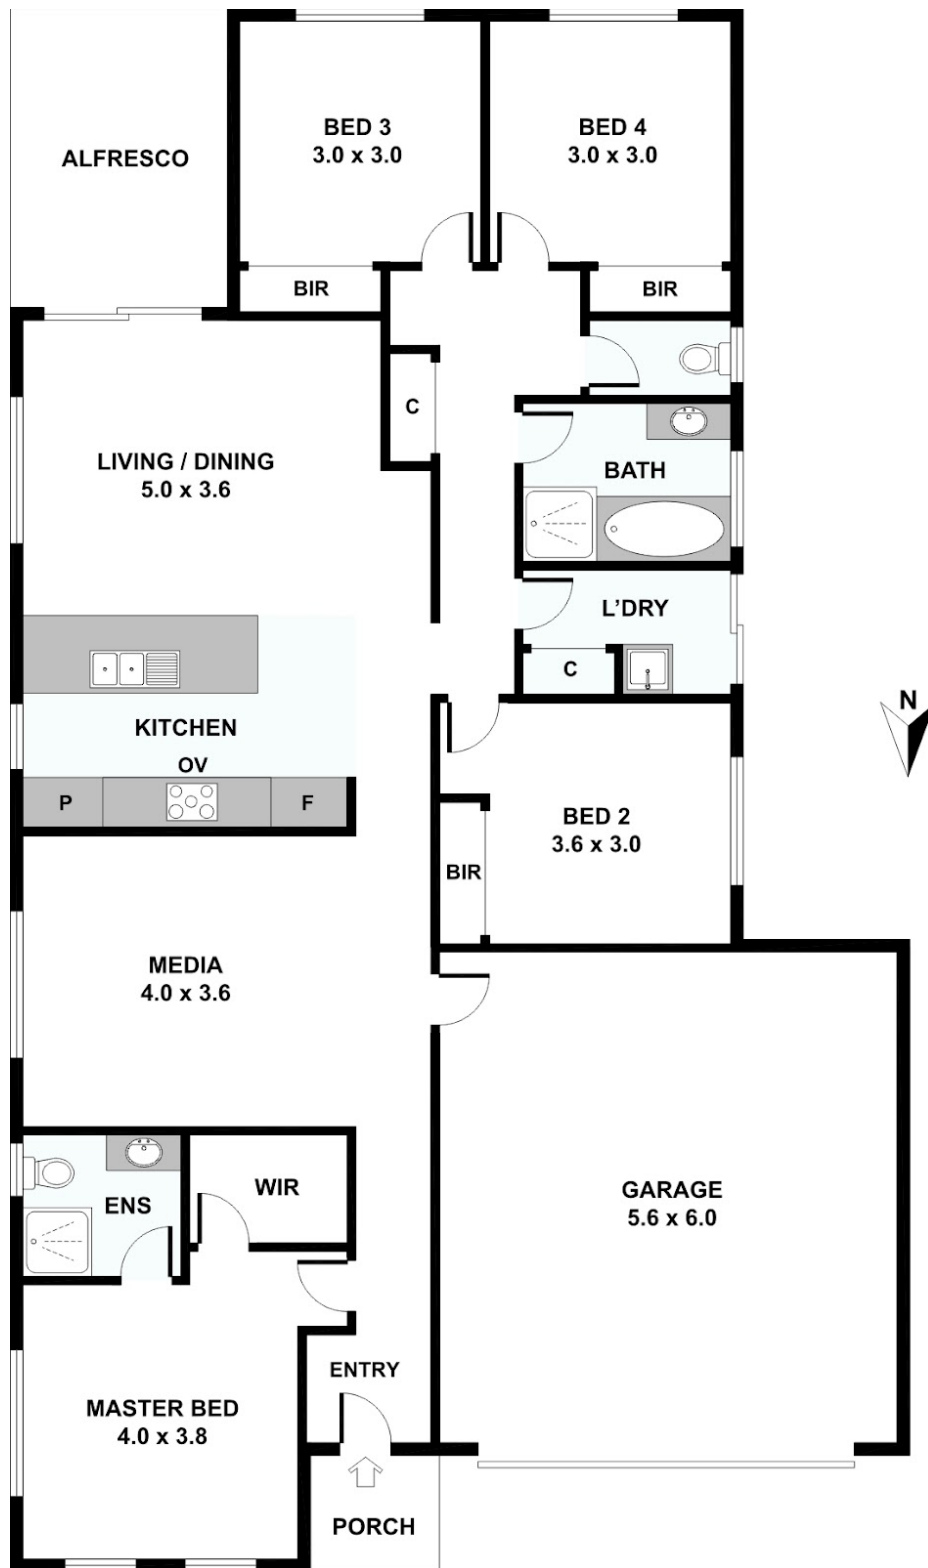 BED 3
3.0 x 3.0
BED 4
3.0 x 3.0
ALFRESCO
BIR
BIR
C
LIVING / DINING
5.0 x 3.6
BATH
L'DRY
C
KITCHEN
OV
P
F
N
BED 2
3.6 x 3.0
BIR
MEDIA
4.0 x 3.6
ENS
WIR
GARAGE
5.6 x 6.0
ENTRY
MASTER BED
4.0 x 3.8
PORCH